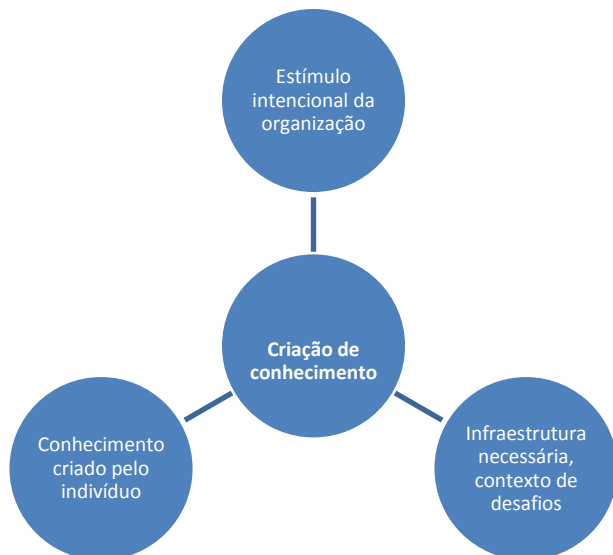 Estímulo
intencional da
organização
Criação de
conhecimento
Conhecimento
criado pelo
indivíduo
Infraestrutura
necessária,
contexto de
desafios